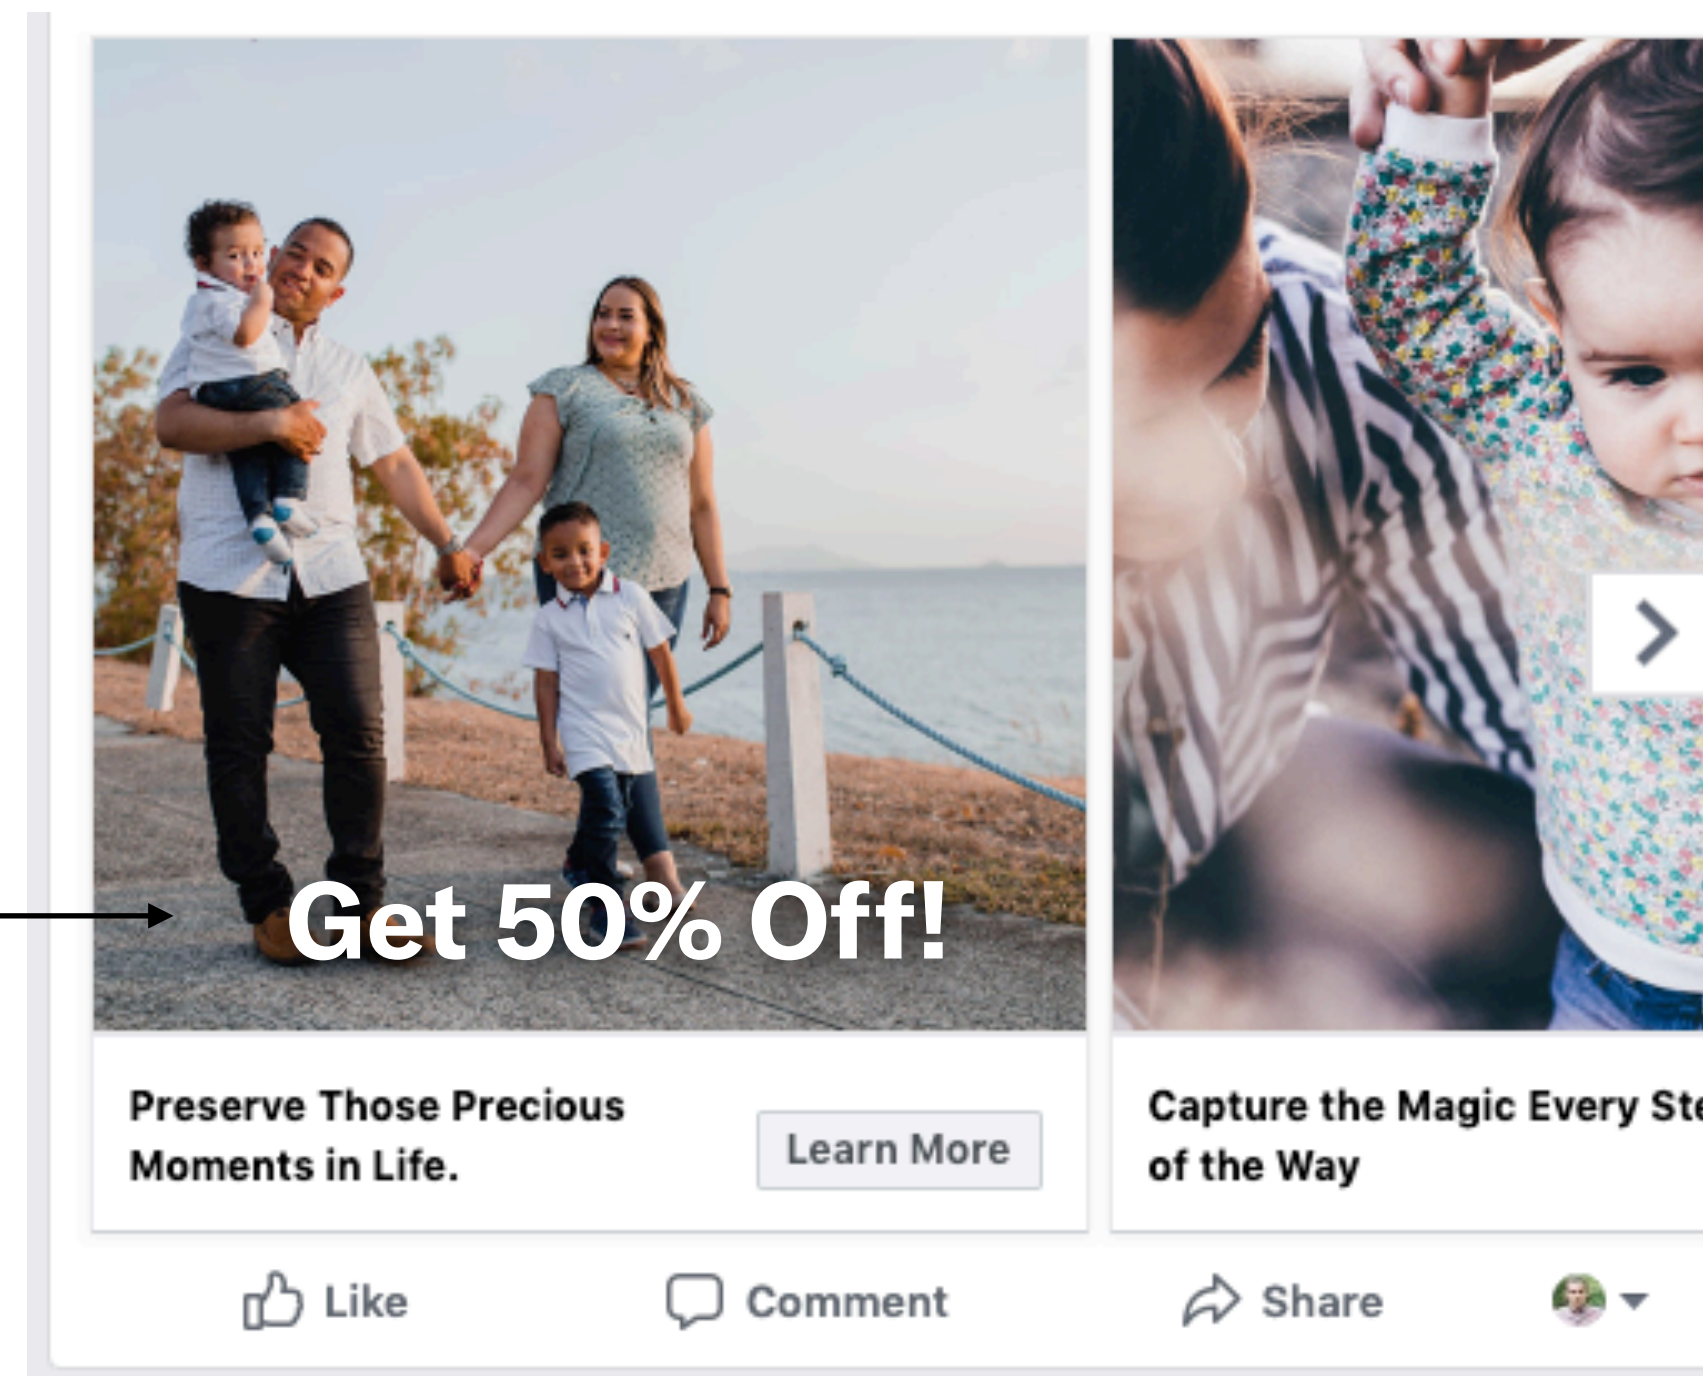 Get 50% Off!
Preserve Those Precious
Moments in Life.
Learn More
Capture the Magic Every
of the Way
Like
Comment
Share